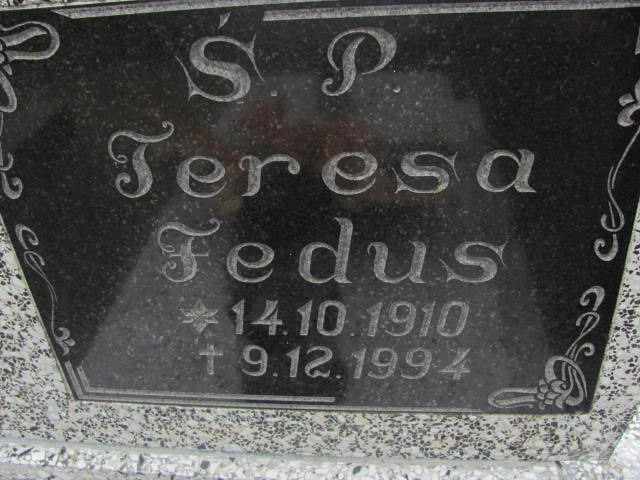 Ś.P.
Teresa
Fedus
* 14.10.1910
† 9.12.1994